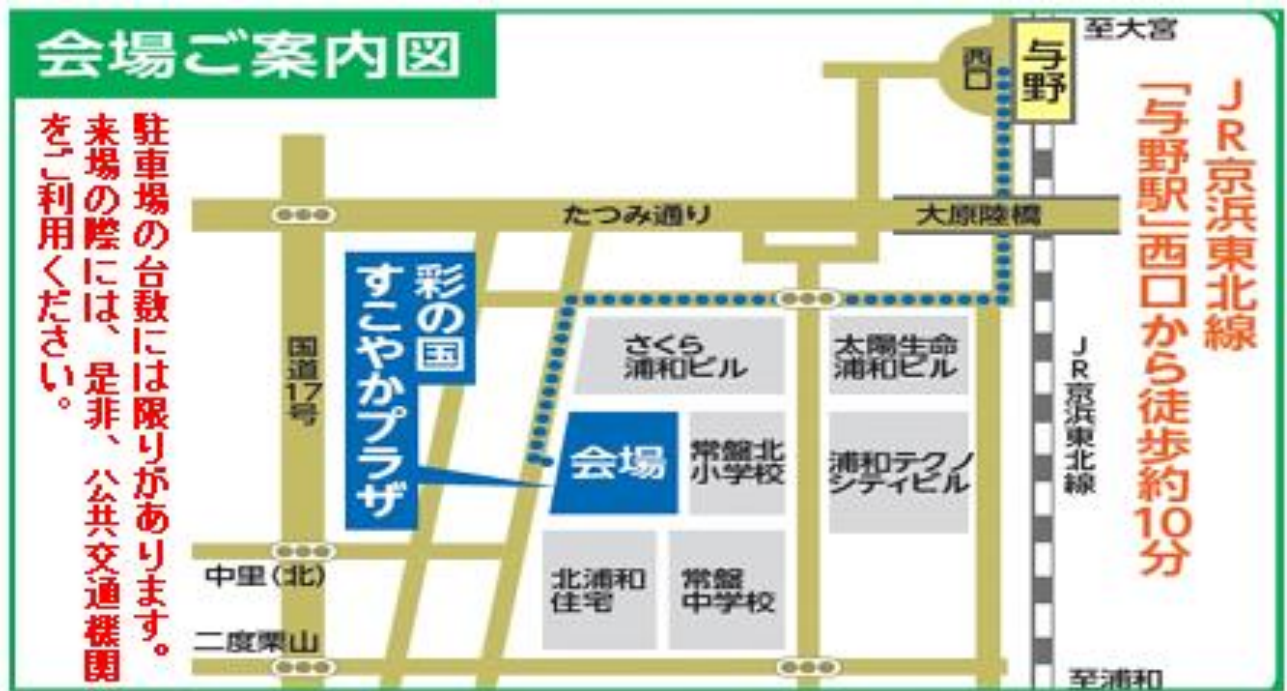 会場ご案内図
駐車場の台数には限りがあります。
来場の際には、是非、公共交通機関
をご利用ください。
至大宮
与野
西口
JR京浜東北線
「与野駅」西口から徒歩約10分
たつみ通り
大原陸橋
彩の国
すこやかプラザ
国道17号
さくら
浦和ビル
太陽生命
浦和ビル
会場
常盤北
小学校
浦和テクノ
シティビル
JR京浜東北線
中里(北)
北浦和
住宅
常盤
中学校
二度栗山
至浦和